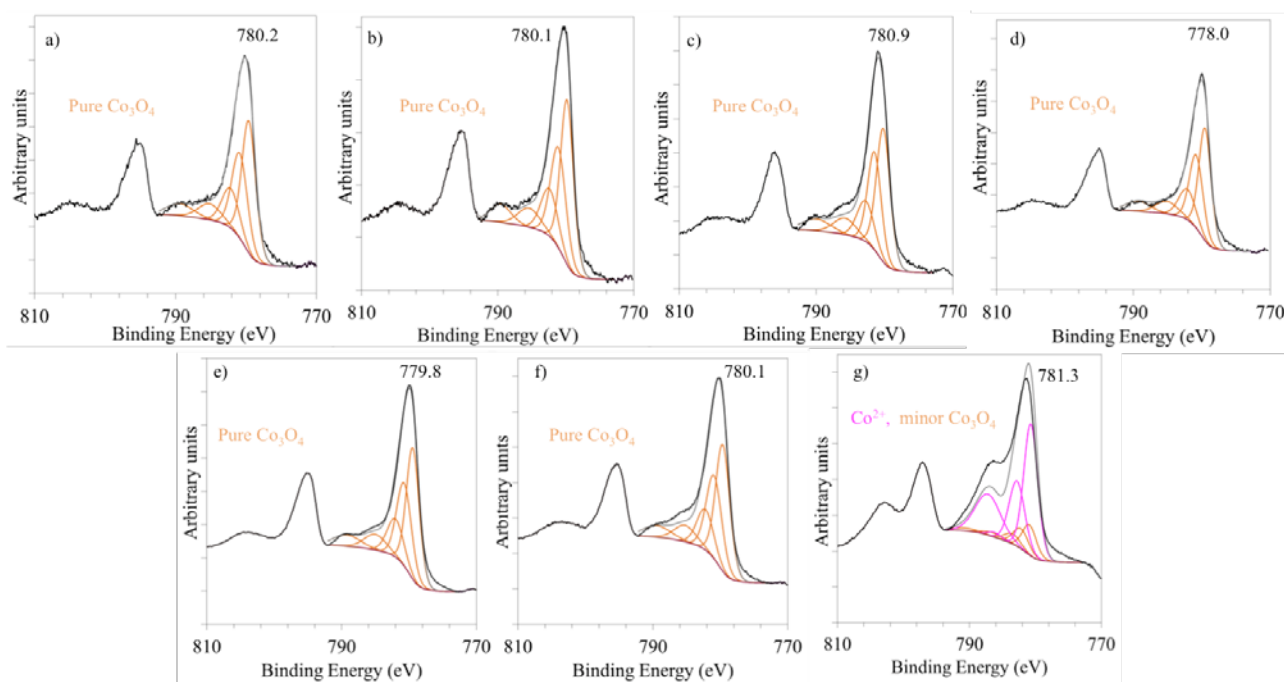 a)
780.2
Pure Co₃O₄
Arbitrary units
810
790
770
Binding Energy (eV)
b)
780.1
Pure Co₃O₄
Arbitrary units
810
790
770
Binding Energy (eV)
c)
780.9
Pure Co₃O₄
Arbitrary units
810
790
770
Binding Energy (eV)
d)
778.0
Pure Co₃O₄
Arbitrary units
810
790
770
Binding Energy (eV)
e)
779.8
Pure Co₃O₄
Arbitrary units
810
790
770
Binding Energy (eV)
f)
780.1
Pure Co₃O₄
Arbitrary units
810
790
770
Binding Energy (eV)
g)
781.3
Co²⁺, minor Co₃O₄
Arbitrary units
810
790
770
Binding Energy (eV)